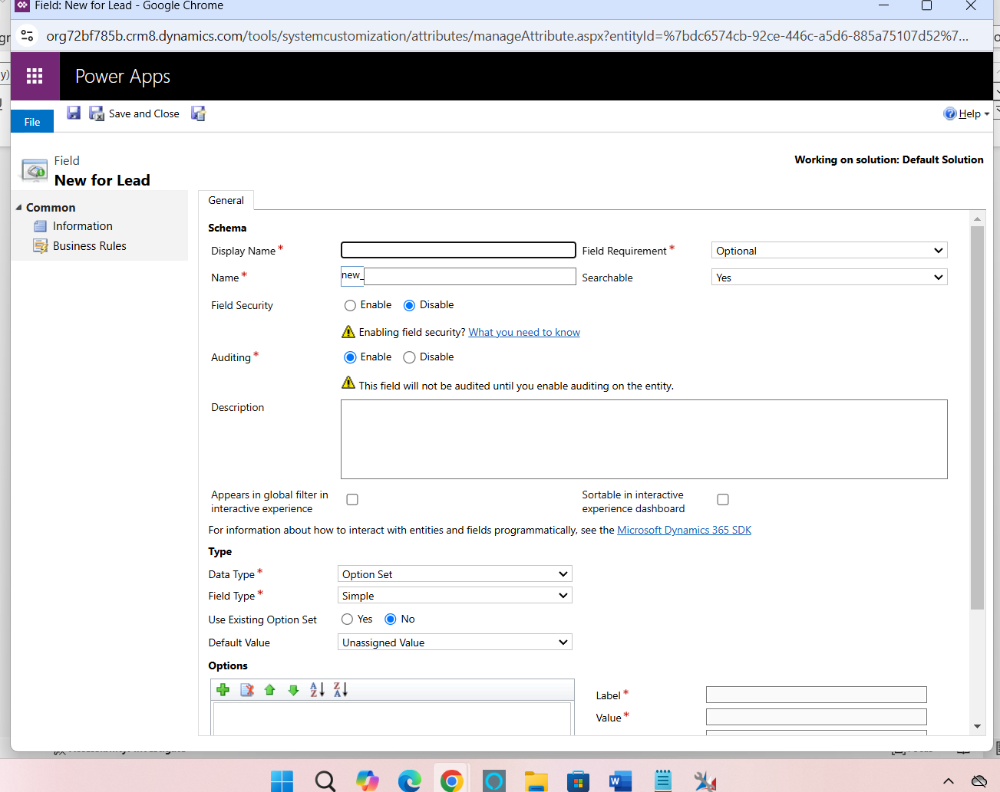 Field: New for Lead - Google Chrome
org72bf785b.crm8.dynamics.com/tools/systemcustomization/attributes/manageAttribute.aspx?entityId=%7bdc6574cb-92ce-446c-a5d6-885a75107d52%7...
Power Apps
File
Save and Close
Help
Field
New for Lead
Working on solution: Default Solution
Common
Information
Business Rules
General
Schema
Display Name *
Field Requirement *
Optional
Name *
new_
Searchable
Yes
Field Security
Enable
Disable
Enabling field security? What you need to know
Auditing *
Enable
Disable
This field will not be audited until you enable auditing on the entity.
Description
Appears in global filter in
interactive experience
Sortable in interactive
experience dashboard
For information about how to interact with entities and fields programmatically, see the Microsoft Dynamics 365 SDK
Type
Data Type *
Option Set
Field Type *
Simple
Use Existing Option Set
Yes
No
Default Value
Unassigned Value
Options
Label *
Value *